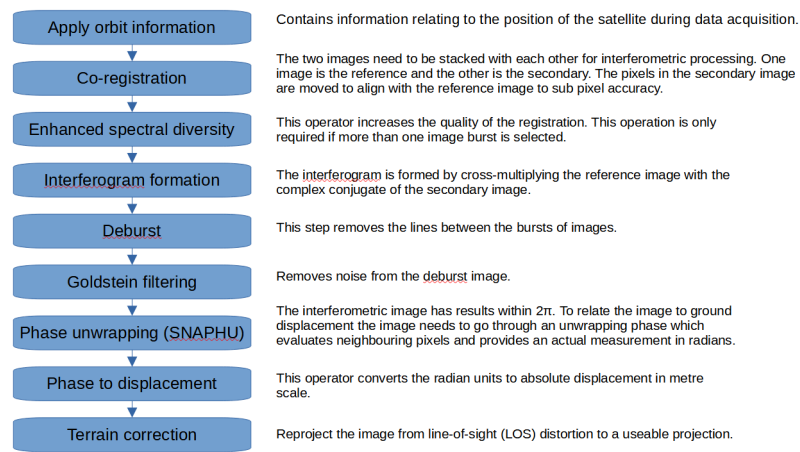 Apply orbit information
Contains information relating to the position of the satellite during data acquisition.
Co-registration
The two images need to be stacked with each other for interferometric processing. One
image is the reference and the other is the secondary. The pixels in the secondary image
are moved to align with the reference image to sub pixel accuracy.
Enhanced spectral diversity
This operator increases the quality of the registration. This operation is only
required if more than one image burst is selected.
Interferogram formation
The interferogram is formed by cross-multiplying the reference image with the
complex conjugate of the secondary image.
Deburst
This step removes the lines between the bursts of images.
Goldstein filtering
Removes noise from the deburst image.
Phase unwrapping (SNAPHU)
The interferometric image has results within 2π. To relate the image to ground
displacement the image needs to go through an unwrapping phase which
evaluates neighbouring pixels and provides an actual measurement in radians.
Phase to displacement
This operator converts the radian units to absolute displacement in metre
scale.
Terrain correction
Reproject the image from line-of-sight (LOS) distortion to a useable projection.